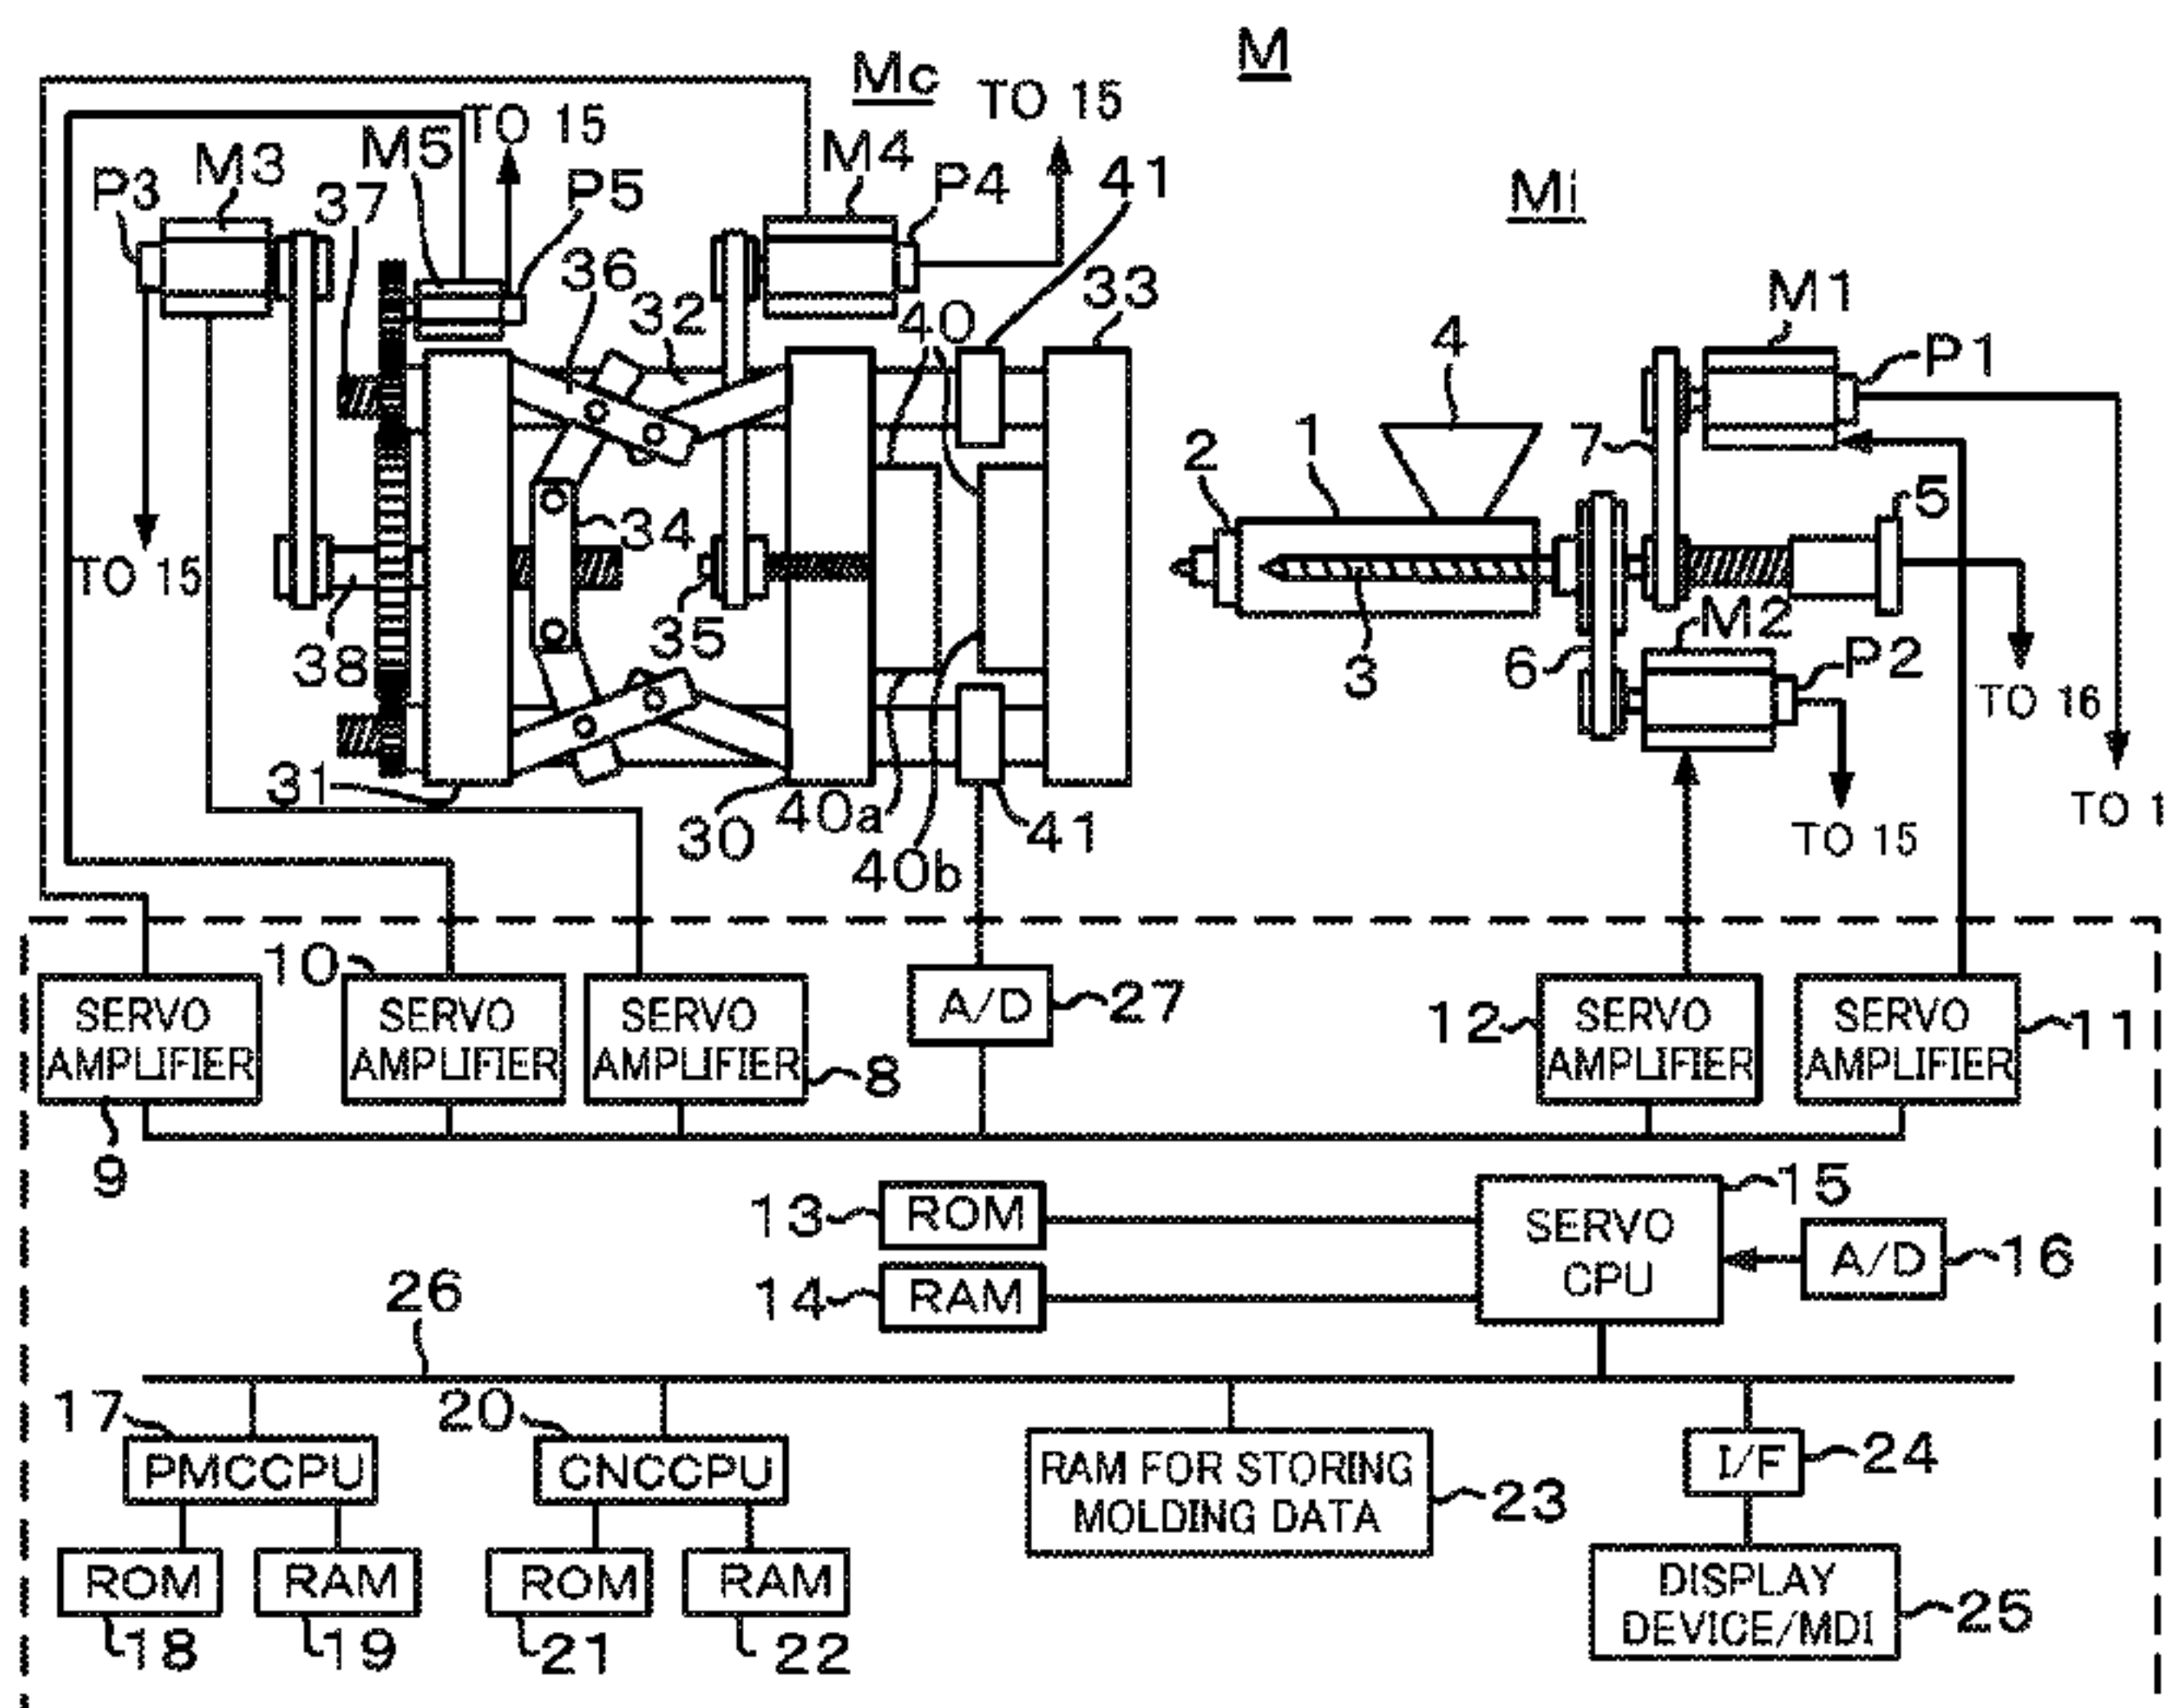 M
Mc
TO 15
Mi
M3
M5
TO 15
M4
P4
41
P3
37
P5
36
32
40
33
M1
P1
4
7
2
1
5
34
TO 15
38
35
3
6
M2
P2
TO 16
31
30
40a
40b
41
TO 15
TO 1
10
SERVO
AMPLIFIER
9
SERVO
AMPLIFIER
SERVO
AMPLIFIER
8
A/D
27
12
SERVO
AMPLIFIER
SERVO
AMPLIFIER
11
13
ROM
14
RAM
SERVO
CPU
15
A/D
16
26
17
PMCCPU
20
CNCCPU
RAM FOR STORING
MOLDING DATA
23
I/F
24
ROM
18
RAM
19
ROM
21
RAM
22
DISPLAY
DEVICE/MDI
25